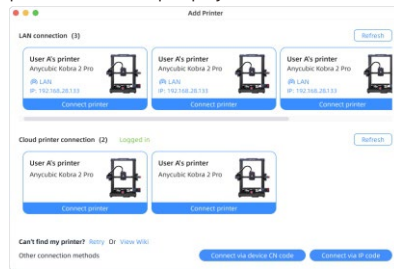 Add Printer
LAN connection (3)
Refresh
User A's printer
Anycubic Kobra 2 Pro
LAN
IP: 192.168.28.133
Connect printer
User A's printer
Anycubic Kobra 2 Pro
LAN
IP: 192.168.28.133
Connect printer
User A's printer
Anycubic Kobra 2 Pro
LAN
IP: 192.168.28.133
Connect printer
Cloud printer connection (2) Logged in
Refresh
User A's printer
Anycubic Kobra 2 Pro
Connect printer
User A's printer
Anycubic Kobra 2 Pro
Connect printer
Can't find my printer? Retry Or View Wiki
Other connection methods
Connect via device CN code
Connect via IP code